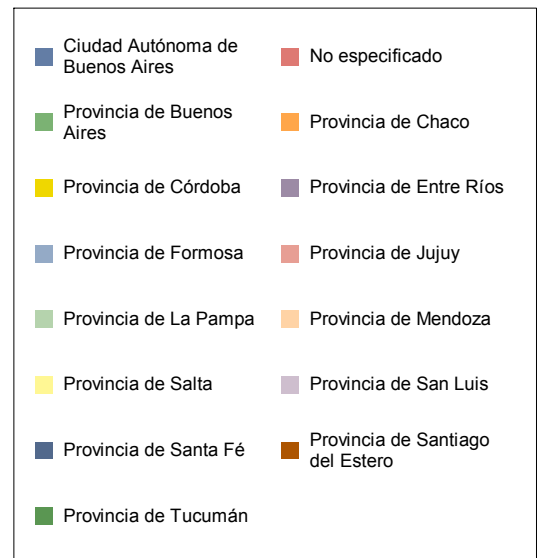 Ciudad Autónoma de
Buenos Aires
No especificado
Provincia de Buenos
Aires
Provincia de Chaco
Provincia de Córdoba
Provincia de Entre Ríos
Provincia de Formosa
Provincia de Jujuy
Provincia de La Pampa
Provincia de Mendoza
Provincia de Salta
Provincia de San Luis
Provincia de Santa Fé
Provincia de Santiago
del Estero
Provincia de Tucumán